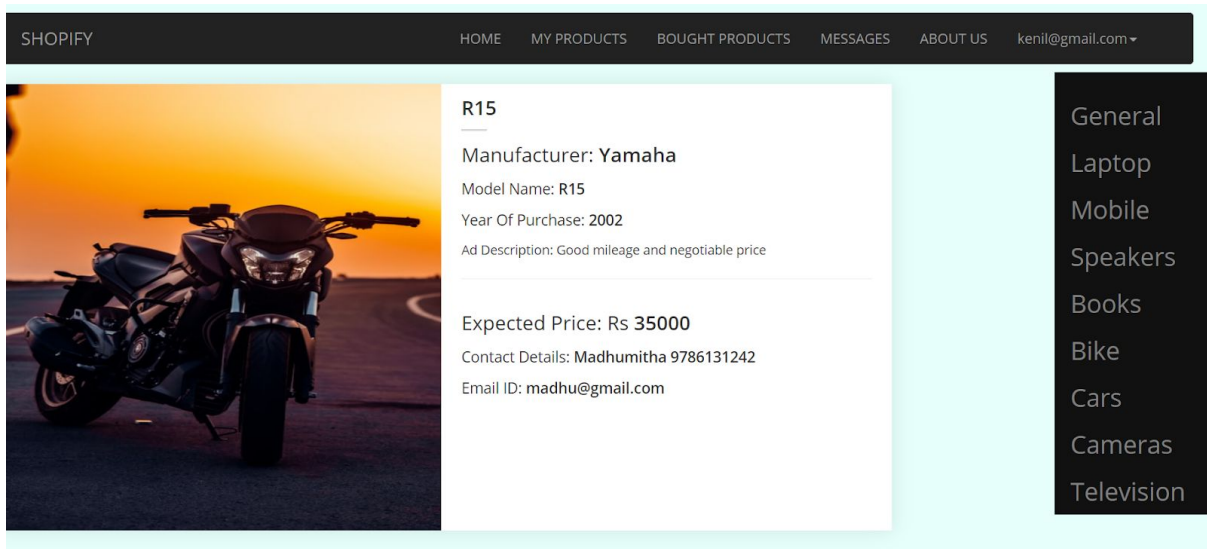 SHOPIFY HOME MY PRODUCTS BOUGHT PRODUCTS MESSAGES ABOUT US kenil@gmail.com
R15
Manufacturer: Yamaha
Model Name: R15
Year Of Purchase: 2002
Ad Description: Good mileage and negotiable price
Expected Price: Rs 35000
Contact Details: Madhumitha 9786131242
Email ID: madhu@gmail.com
General
Laptop
Mobile
Speakers
Books
Bike
Cars
Cameras
Television